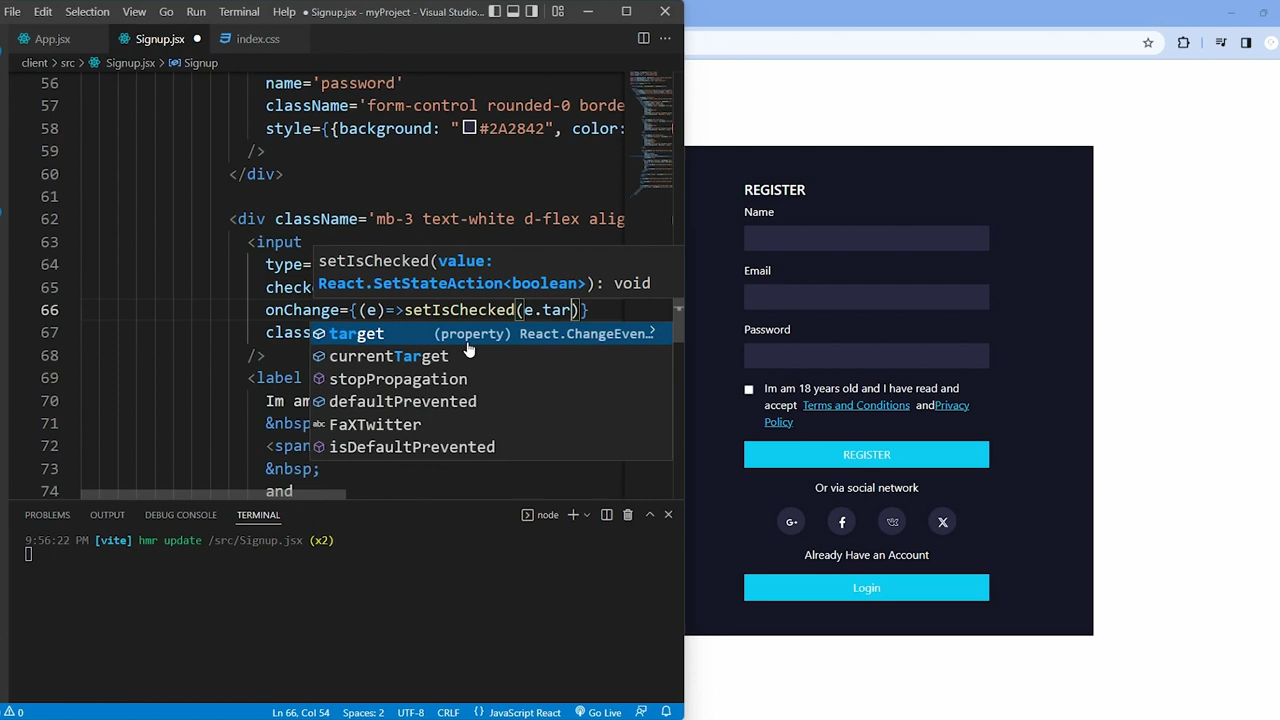 File Edit Selection View Go Run Terminal Help ● Signup.jsx - myProject - Visual Studio...
App.jsx Signup.jsx ● index.css
client > src > Signup.jsx > Signup
56 name='password'
57 className='form-control rounded-0 borde
58 style={{background: "#2A2842", color:
59 />
60 </div>
61
62 <div className='mb-3 text-white d-flex alig
63 <input
64 type=
65 check
66 onChange={(e)=>setIsChecked(e.tar)}
67 class
68 />
69 <label
70 Im am
71 &nbsp;
72 <span
73 &nbsp;
74 and
setIsChecked(value:
React.SetStateAction<boolean>): void
target (property) React.ChangeEven…
currentTarget
stopPropagation
defaultPrevented
abc FaXTwitter
isDefaultPrevented
PROBLEMS OUTPUT DEBUG CONSOLE TERMINAL node
9:56:22 PM [vite] hmr update /src/Signup.jsx (x2)
0 Ln 66, Col 54 Spaces: 2 UTF-8 CRLF {} JavaScript React Go Live
REGISTER
Name
Email
Password
Im am 18 years old and I have read and
accept Terms and Conditions andPrivacy
Policy
REGISTER
Or via social network
G+ f X
Already Have an Account
Login